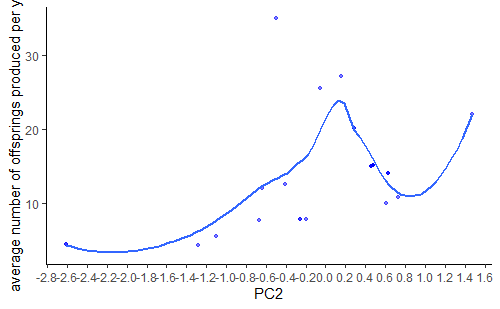 average number of offsprings produced per y
30
20
10
-2.8-2.6-2.4-2.2-2.0-1.8-1.6-1.4-1.2-1.0-0.8-0.6-0.4-0.20.0 0.2 0.4 0.6 0.8 1.0 1.2 1.4 1.6
PC2